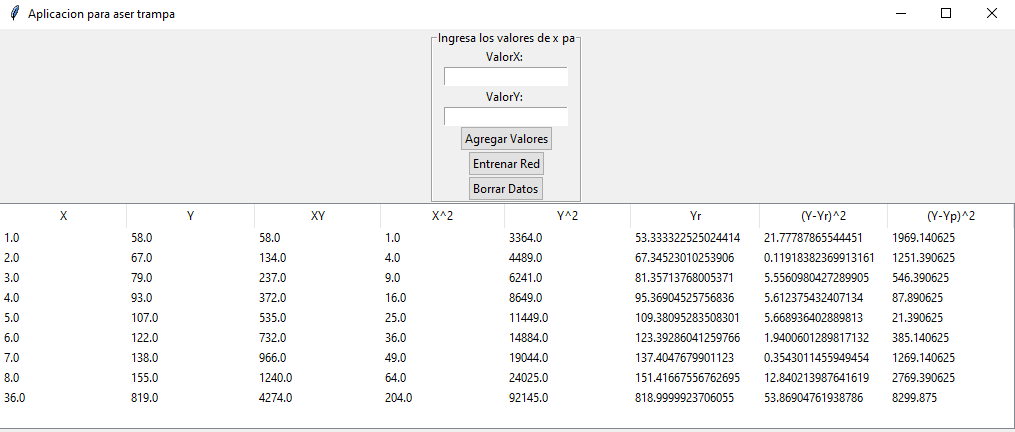 Aplicacion para aser trampa
Ingresa los valores de x pa
ValorX:
ValorY:
Agregar Valores
Entrenar Red
Borrar Datos
X Y XY X^2 Y^2 Yr (Y-Yr)^2 (Y-Yp)^2
1.0 58.0 58.0 1.0 3364.0 53.333322525024414 21.77787865544451 1969.140625
2.0 67.0 134.0 4.0 4489.0 67.34523010253906 0.11918382369913161 1251.390625
3.0 79.0 237.0 9.0 6241.0 81.35713768005371 5.5560980427289905 546.390625
4.0 93.0 372.0 16.0 8649.0 95.36904525756836 5.612375432407134 87.890625
5.0 107.0 535.0 25.0 11449.0 109.38095283508301 5.668936402889813 21.390625
6.0 122.0 732.0 36.0 14884.0 123.39286041259766 1.9400601289817132 385.140625
7.0 138.0 966.0 49.0 19044.0 137.4047679901123 0.3543011455949454 1269.140625
8.0 155.0 1240.0 64.0 24025.0 151.41667556762695 12.840213987641619 2769.390625
36.0 819.0 4274.0 204.0 92145.0 818.9999923706055 53.86904761938786 8299.875